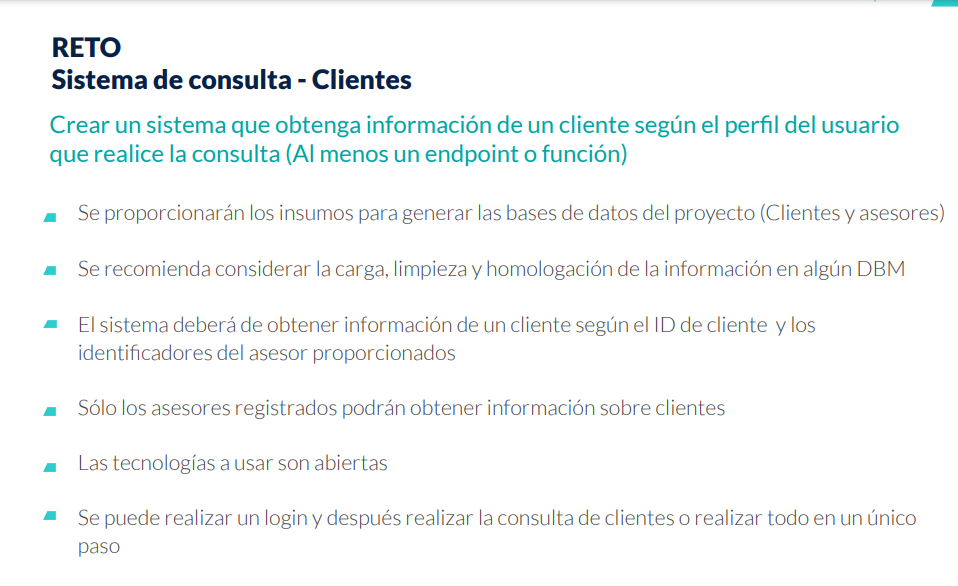 RETO
Sistema de consulta - Clientes
Crear un sistema que obtenga información de un cliente según el perfil del usuario
que realice la consulta (Al menos un endpoint o función)
Se proporcionarán los insumos para generar las bases de datos del proyecto (Clientes y asesores)
Se recomienda considerar la carga, limpieza y homologación de la información en algún DBM
El sistema deberá de obtener información de un cliente según el ID de cliente y los
identificadores del asesor proporcionados
Sólo los asesores registrados podrán obtener información sobre clientes
Las tecnologías a usar son abiertas
Se puede realizar un login y después realizar la consulta de clientes o realizar todo en un único
paso